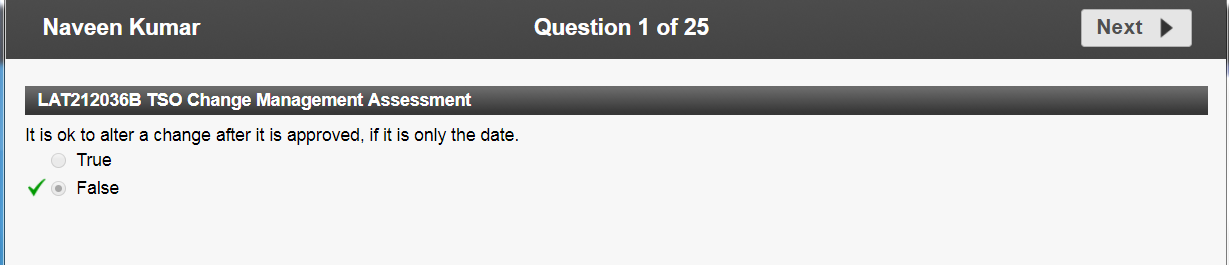 Naveen Kumar
Question 1 of 25
Next
LAT212036B TSO Change Management Assessment
It is ok to alter a change after it is approved, if it is only the date.
True
False